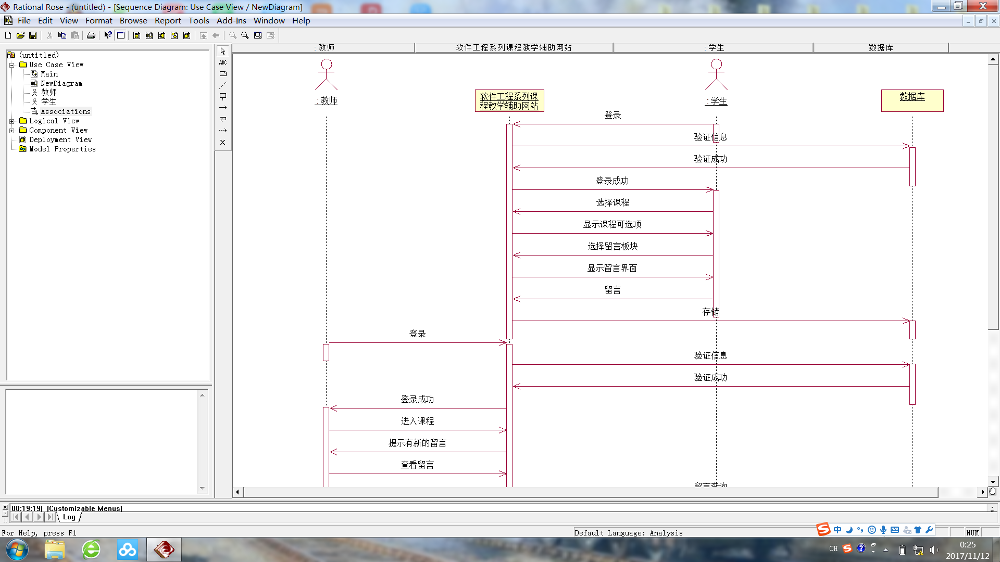 Rational Rose - (untitled) - [Sequence Diagram: Use Case View / NewDiagram]
File Edit View Format Browse Report Tools Add-Ins Window Help
(untitled)
Use Case View
Main
NewDiagram
教师
学生
Associations
Logical View
Component View
Deployment View
Model Properties
ABC
: 教师
软件工程系列课程教学辅助网站
: 学生
数据库
: 教师
软件工程系列课
程教学辅助网站
: 学生
数据库
登录
验证信息
验证成功
登录成功
选择课程
显示课程可选项
选择留言板块
显示留言界面
留言
存储
登录
验证信息
验证成功
登录成功
进入课程
提示有新的留言
查看留言
留言查询
00:19:19| [Customizable Menus]
Log
For Help, press F1
Default Language: Analysis
NUM
中
CH
0:25
2017/11/12